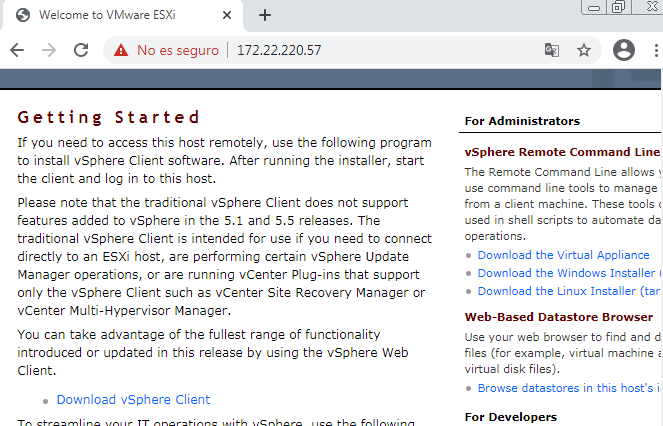 Welcome to VMware ESXi
No es seguro
172.22.220.57
Getting Started
If you need to access this host remotely, use the following program
to install vSphere Client software. After running the installer, start
the client and log in to this host.
Please note that the traditional vSphere Client does not support
features added to vSphere in the 5.1 and 5.5 releases. The
traditional vSphere Client is intended for use if you need to connect
directly to an ESXi host, are performing certain vSphere Update
Manager operations, or are running vCenter Plug-ins that support
only the vSphere Client such as vCenter Site Recovery Manager or
vCenter Multi-Hypervisor Manager.
You can take advantage of the fullest range of functionality
introduced or updated in this release by using the vSphere Web
Client.
Download vSphere Client
To streamline your IT operations with vSphere, use the following
For Administrators
vSphere Remote Command Line
The Remote Command Line allows
use command line tools to manage
from a client machine. These tools
used in shell scripts to automate
operations.
Download the Virtual Appliance
Download the Windows Installer (
Download the Linux Installer (tar
Web-Based Datastore Browser
Use your web browser to find and
files (for example, virtual machine
virtual disk files).
Browse datastores in this host's
For Developers